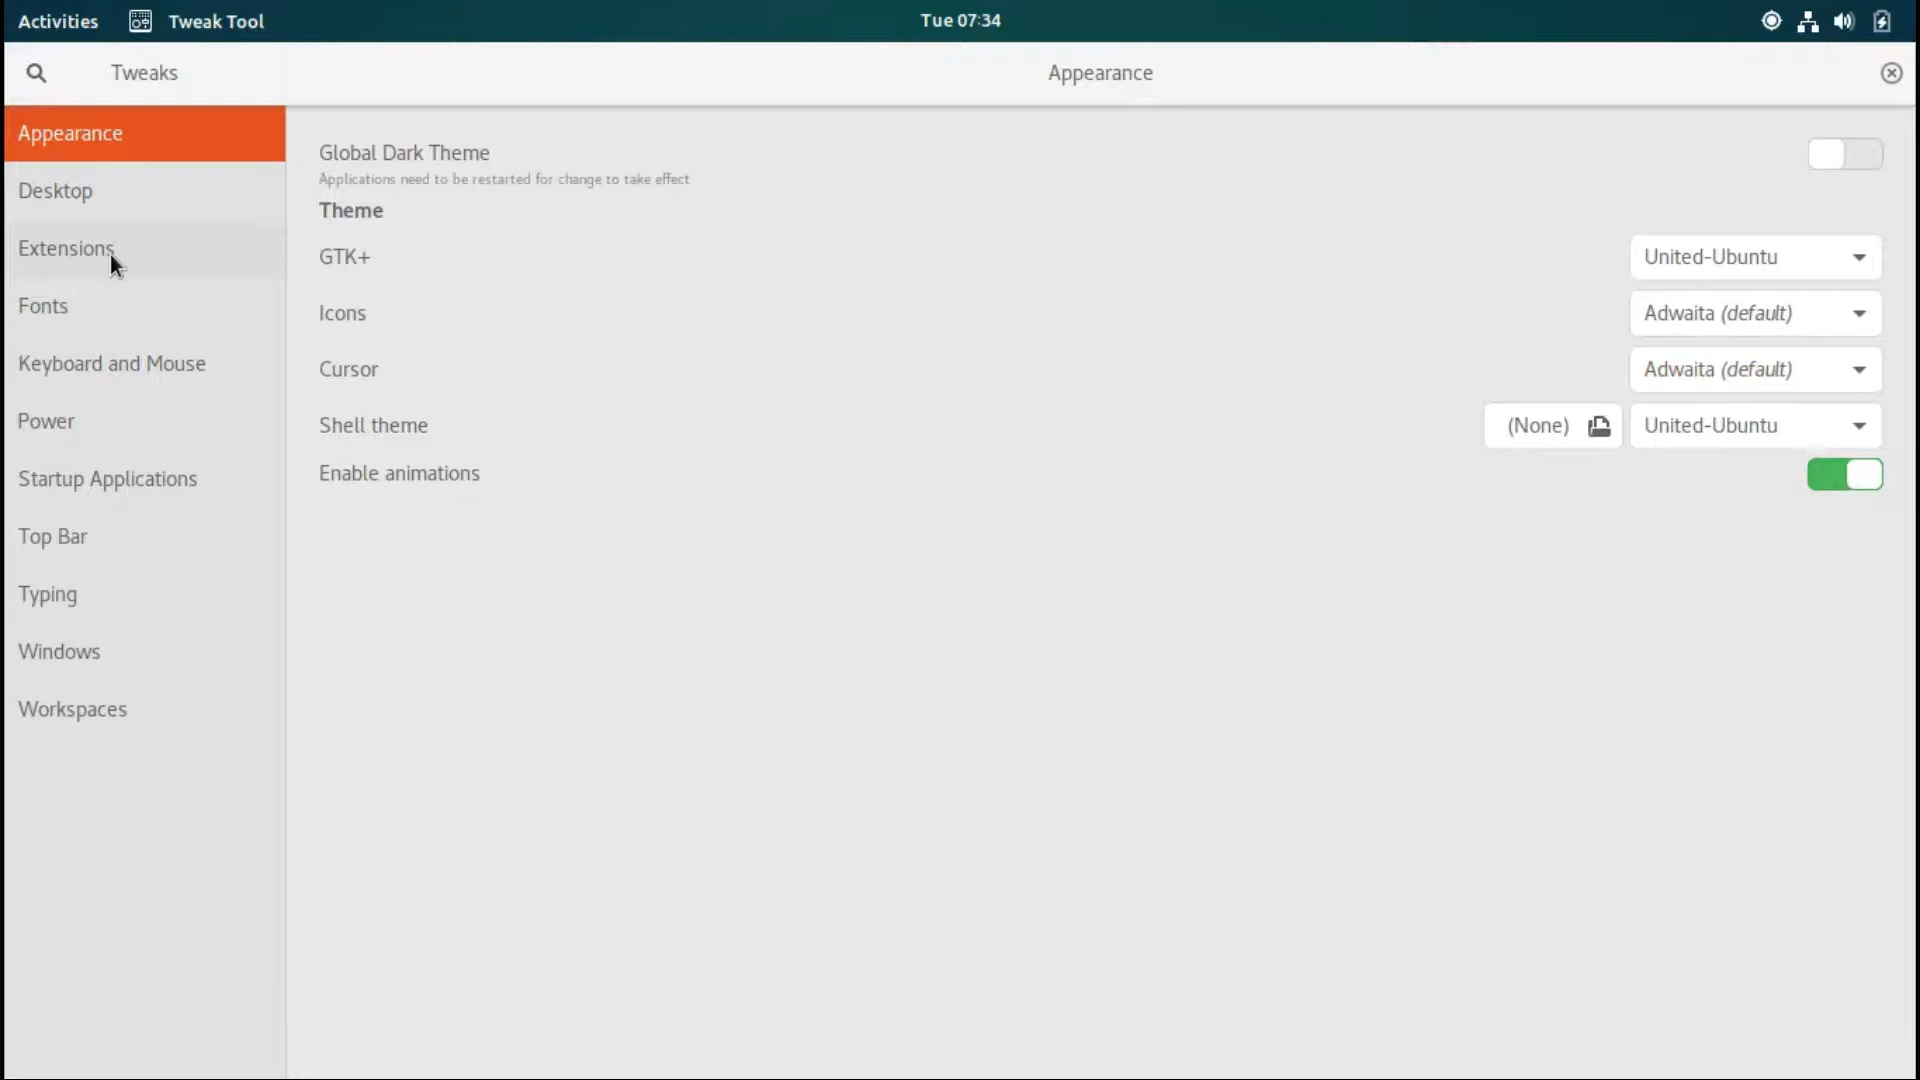 Activities Tweak Tool Tue 07:34
Tweaks Appearance
Appearance
Desktop
Extensions
Fonts
Keyboard and Mouse
Power
Startup Applications
Top Bar
Typing
Windows
Workspaces
Global Dark Theme
Applications need to be restarted for change to take effect
Theme
GTK+ United-Ubuntu
Icons Adwaita (default)
Cursor Adwaita (default)
Shell theme (None) United-Ubuntu
Enable animations